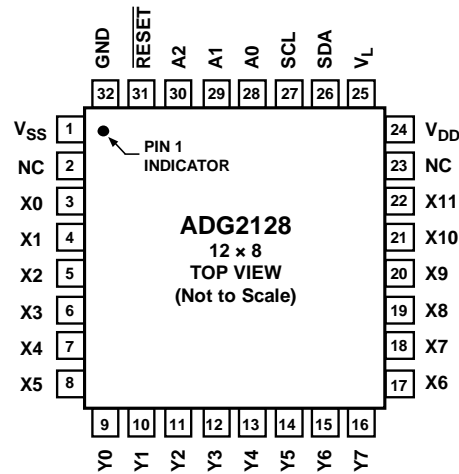 GND
RESET
A2
A1
A0
SCL
SDA
VL
32
31
30
29
28
27
26
25
VSS 1
NC 2
X0 3
X1 4
X2 5
X3 6
X4 7
X5 8
PIN 1
INDICATOR
ADG2128
12 × 8
TOP VIEW
(Not to Scale)
24 VDD
23 NC
22 X11
21 X10
20 X9
19 X8
18 X7
17 X6
9
10
11
12
13
14
15
16
Y0
Y1
Y2
Y3
Y4
Y5
Y6
Y7